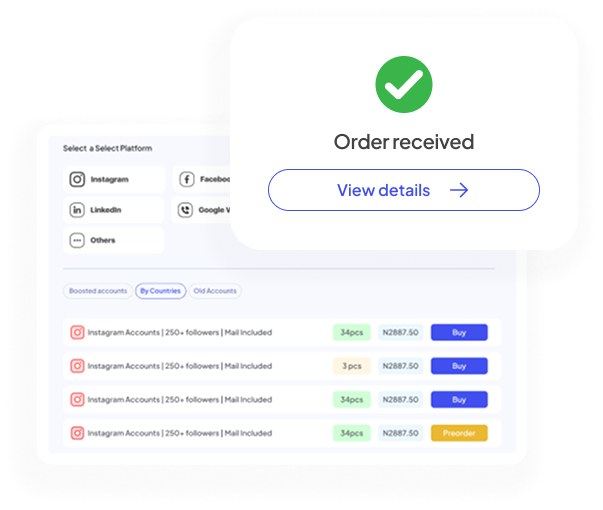 Order received
View details
Select a Select Platform
Instagram
LinkedIn
Google
Others
Boosted accounts
By Countries
Old Accounts
Instagram Accounts | 250+ followers | Mail Included 34pcs N2887.50 Buy
Instagram Accounts | 250+ followers | Mail Included 3 pcs N2887.50 Buy
Instagram Accounts | 250+ followers | Mail Included 34pcs N2887.50 Buy
Instagram Accounts | 250+ followers | Mail Included 34pcs N2887.50 Preorder